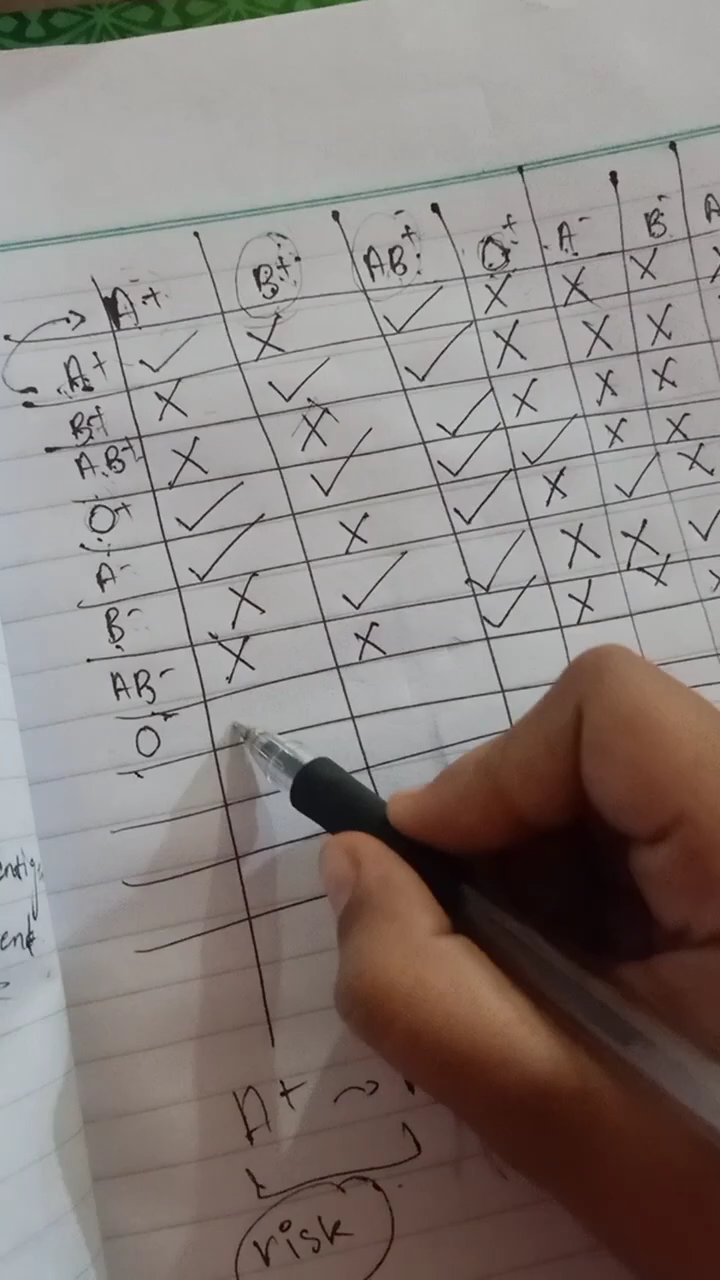 A+ B+ AB+ O+ A- B- A
A+ ✓ X ✓ X X X
B+ X ✓ ✓ X X X
AB+ X X ✓ X X X
O+ ✓ ✓ ✓ ✓ X X X
A- ✓ X ✓ X ✓ X
B- X ✓ ✓ X X ✓
AB- X X ✓ X X X
O
A+ ~>
risk